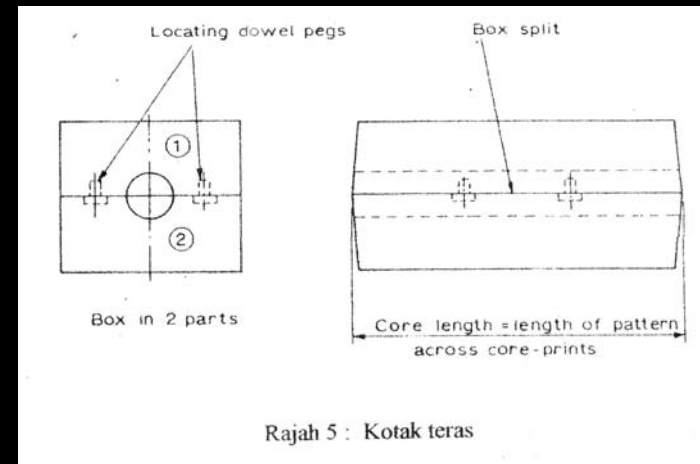 Locating dowel pegs
Box split
1
2
Box in 2 parts
Core length = length of pattern
across core-prints
Rajah 5 : Kotak teras